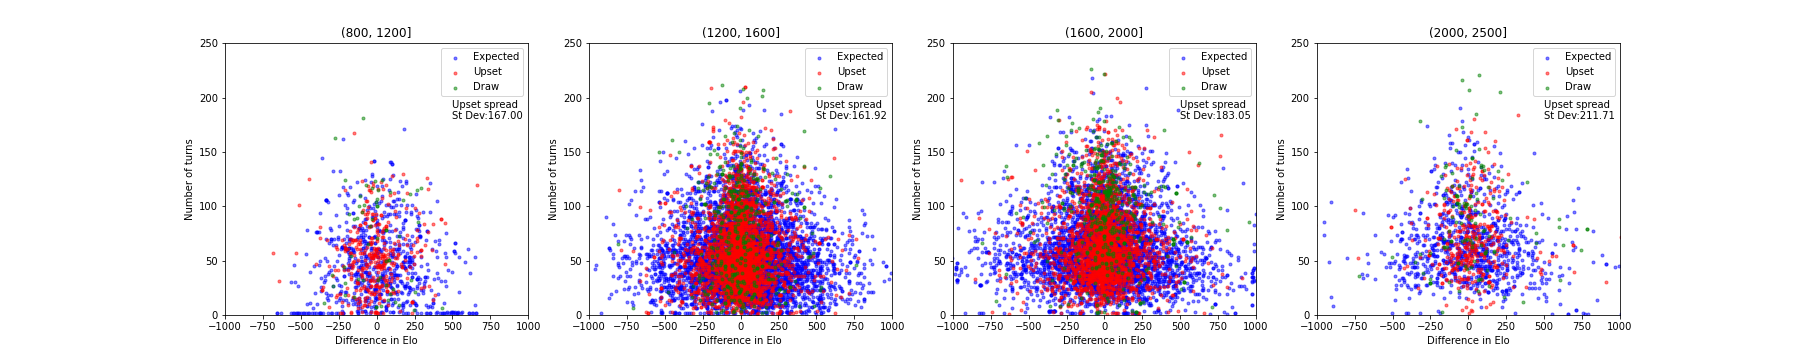 (800, 1200]
250
200
150
100
50
0
Number of turns
−1000
−750
−500
−250
0
250
500
750
1000
Difference in Elo
Expected
Upset
Draw
Upset spread
St Dev:167.00
(1200, 1600]
250
200
150
100
50
0
Number of turns
−1000
−750
−500
−250
0
250
500
750
1000
Difference in Elo
Expected
Upset
Draw
Upset spread
St Dev:161.92
(1600, 2000]
250
200
150
100
50
0
Number of turns
−1000
−750
−500
−250
0
250
500
750
1000
Difference in Elo
Expected
Upset
Draw
Upset spread
St Dev:183.05
(2000, 2500]
250
200
150
100
50
0
Number of turns
−1000
−750
−500
−250
0
250
500
750
1000
Difference in Elo
Expected
Upset
Draw
Upset spread
St Dev:211.71